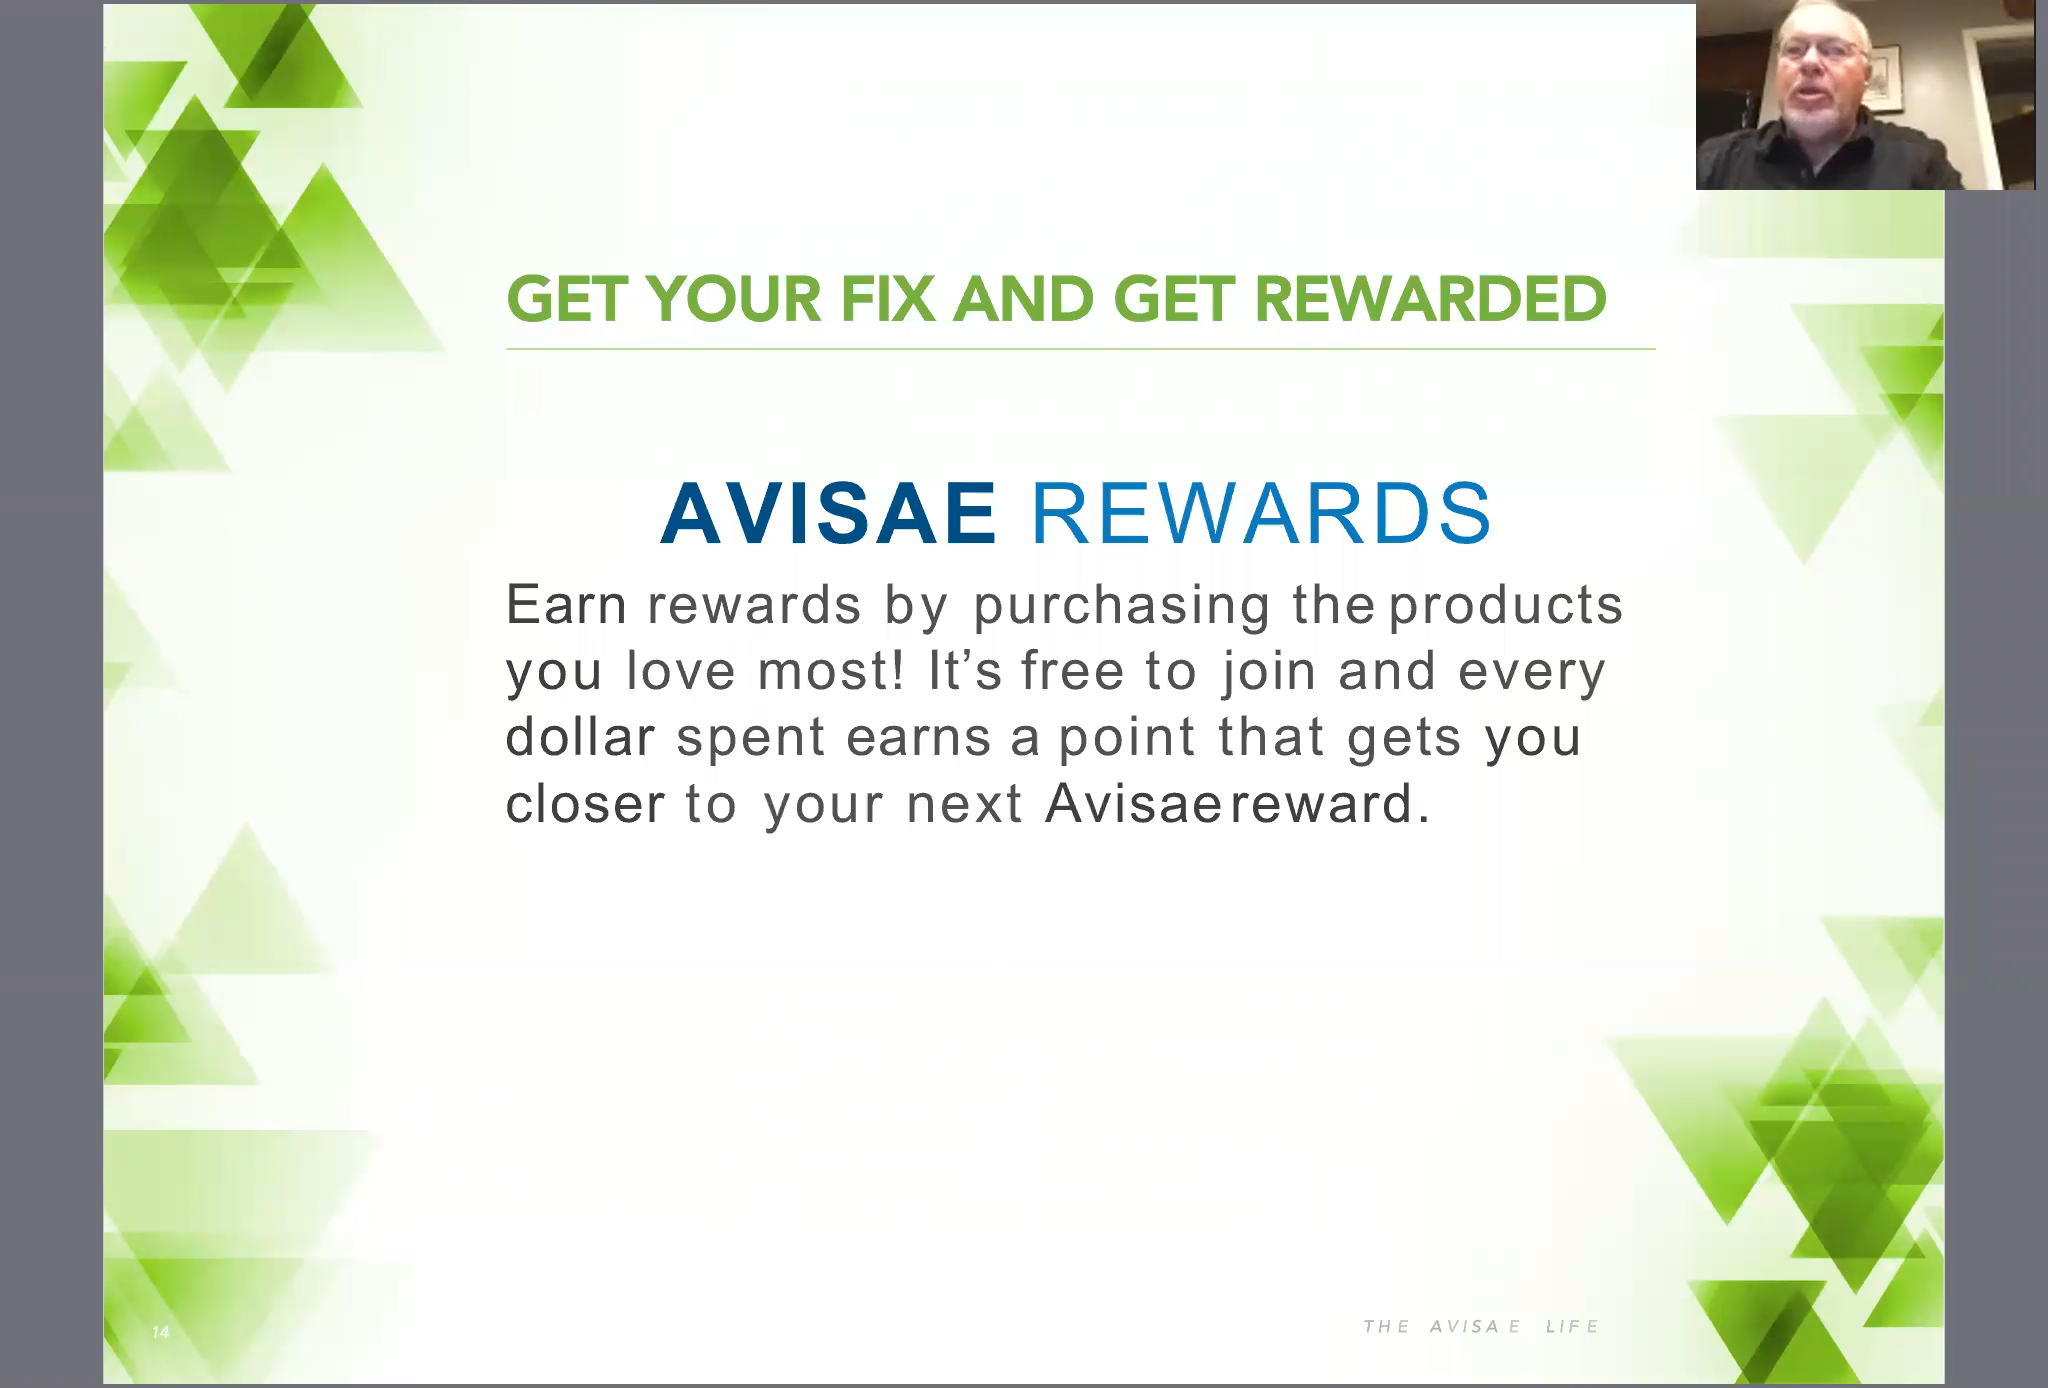 GET YOUR FIX AND GET REWARDED
AVISAE REWARDS
Earn rewards by purchasing the products
you love most! It’s free to join and every
dollar spent earns a point that gets you
closer to your next Avisae reward.
14
THE AVISAE LIFE